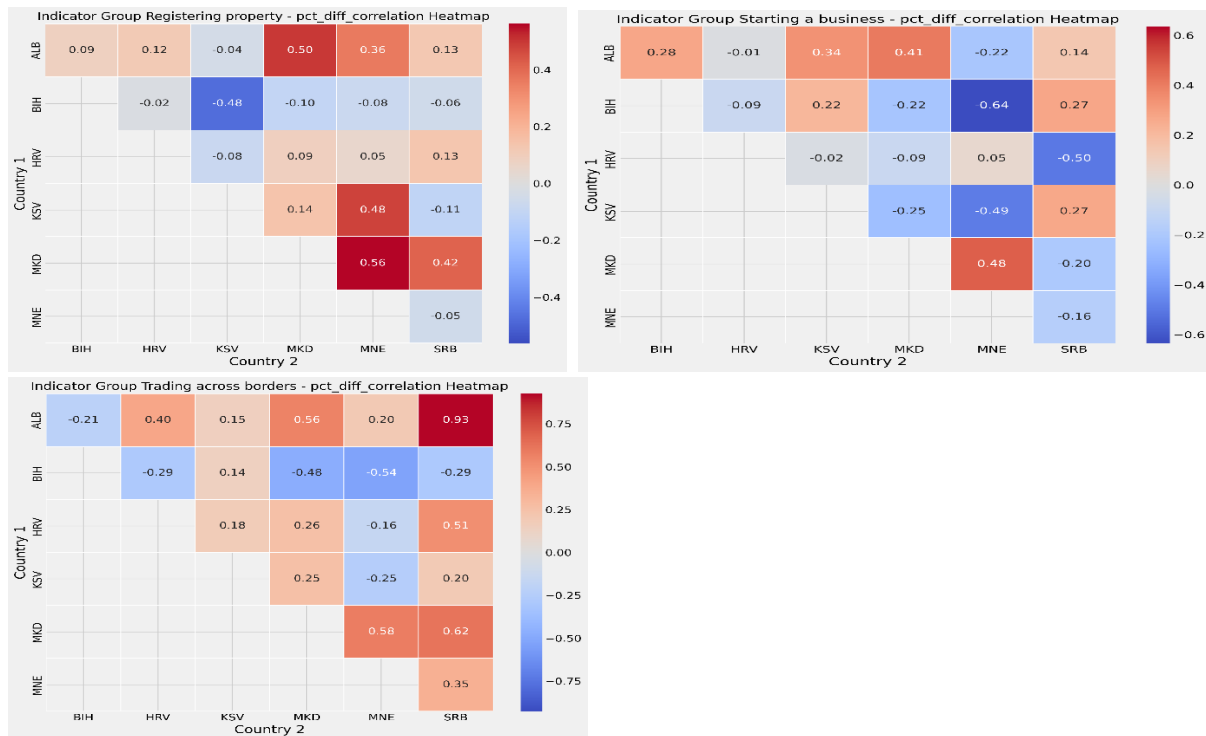 Indicator Group Registering property - pct_diff_correlation Heatmap
ALB 0.09 0.12 -0.04 0.50 0.36 0.13
BIH -0.02 -0.48 -0.10 -0.08 -0.06
HRV -0.08 0.09 0.05 0.13
KSV 0.14 0.48 -0.11
MKD 0.56 0.42
MNE -0.05
BIH HRV KSV MKD MNE SRB
Country 2
Country 1
0.4
0.2
0.0
−0.2
−0.4
Indicator Group Starting a business - pct_diff_correlation Heatmap
ALB 0.28 -0.01 0.34 0.41 -0.22 0.14
BIH -0.09 0.22 -0.22 -0.64 0.27
HRV -0.02 -0.09 0.05 -0.50
KSV -0.25 -0.49 0.27
MKD 0.48 -0.20
MNE -0.16
BIH HRV KSV MKD MNE SRB
Country 2
Country 1
0.6
0.4
0.2
0.0
−0.2
−0.4
−0.6
Indicator Group Trading across borders - pct_diff_correlation Heatmap
ALB -0.21 0.40 0.15 0.56 0.20 0.93
BIH -0.29 0.14 -0.48 -0.54 -0.29
HRV 0.18 0.26 -0.16 0.51
KSV 0.25 -0.25 0.20
MKD 0.58 0.62
MNE 0.35
BIH HRV KSV MKD MNE SRB
Country 2
Country 1
0.75
0.50
0.25
0.00
−0.25
−0.50
−0.75